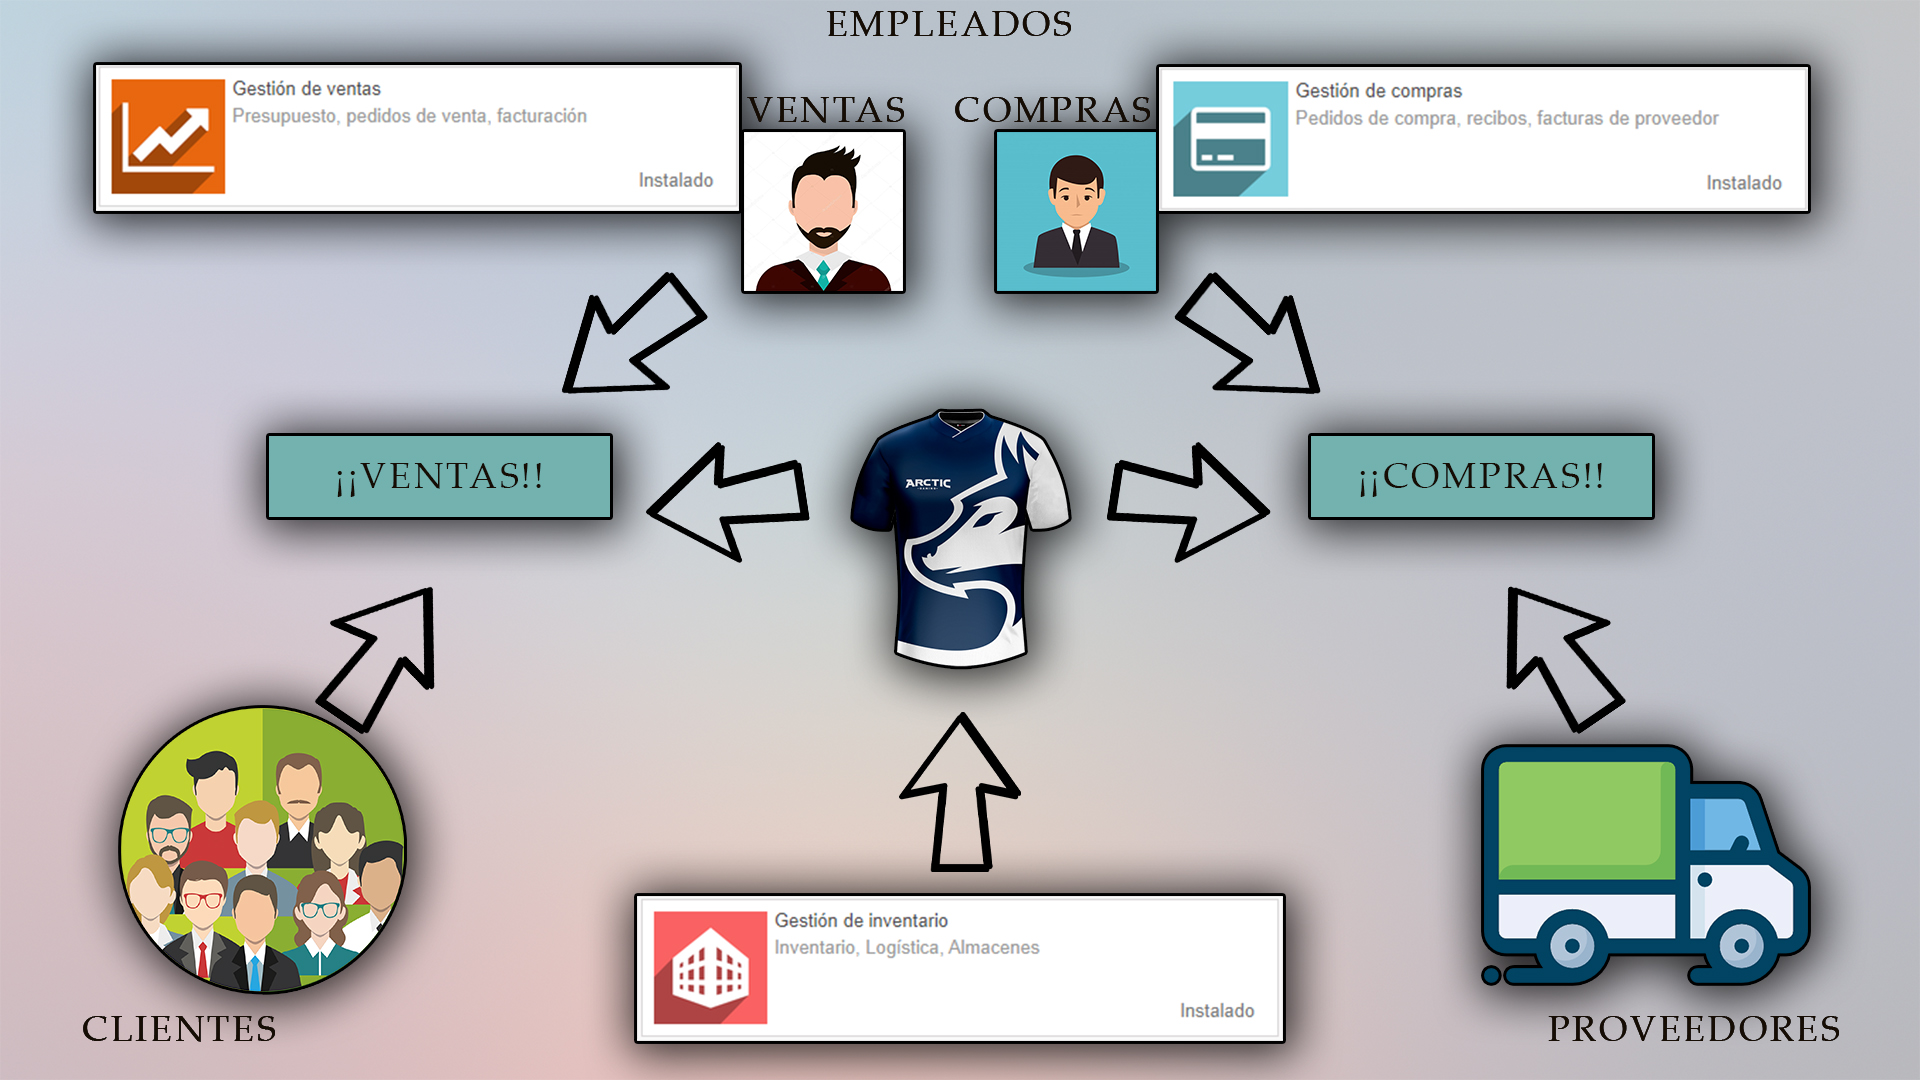 EMPLEADOS
Gestión de ventas
Presupuesto, pedidos de venta, facturación
Instalado
VENTAS
COMPRAS
Gestión de compras
Pedidos de compra, recibos, facturas de proveedor
Instalado
¡¡VENTAS!!
ARCTIC
¡¡COMPRAS!!
Gestión de inventario
Inventario, Logística, Almacenes
Instalado
CLIENTES
PROVEEDORES